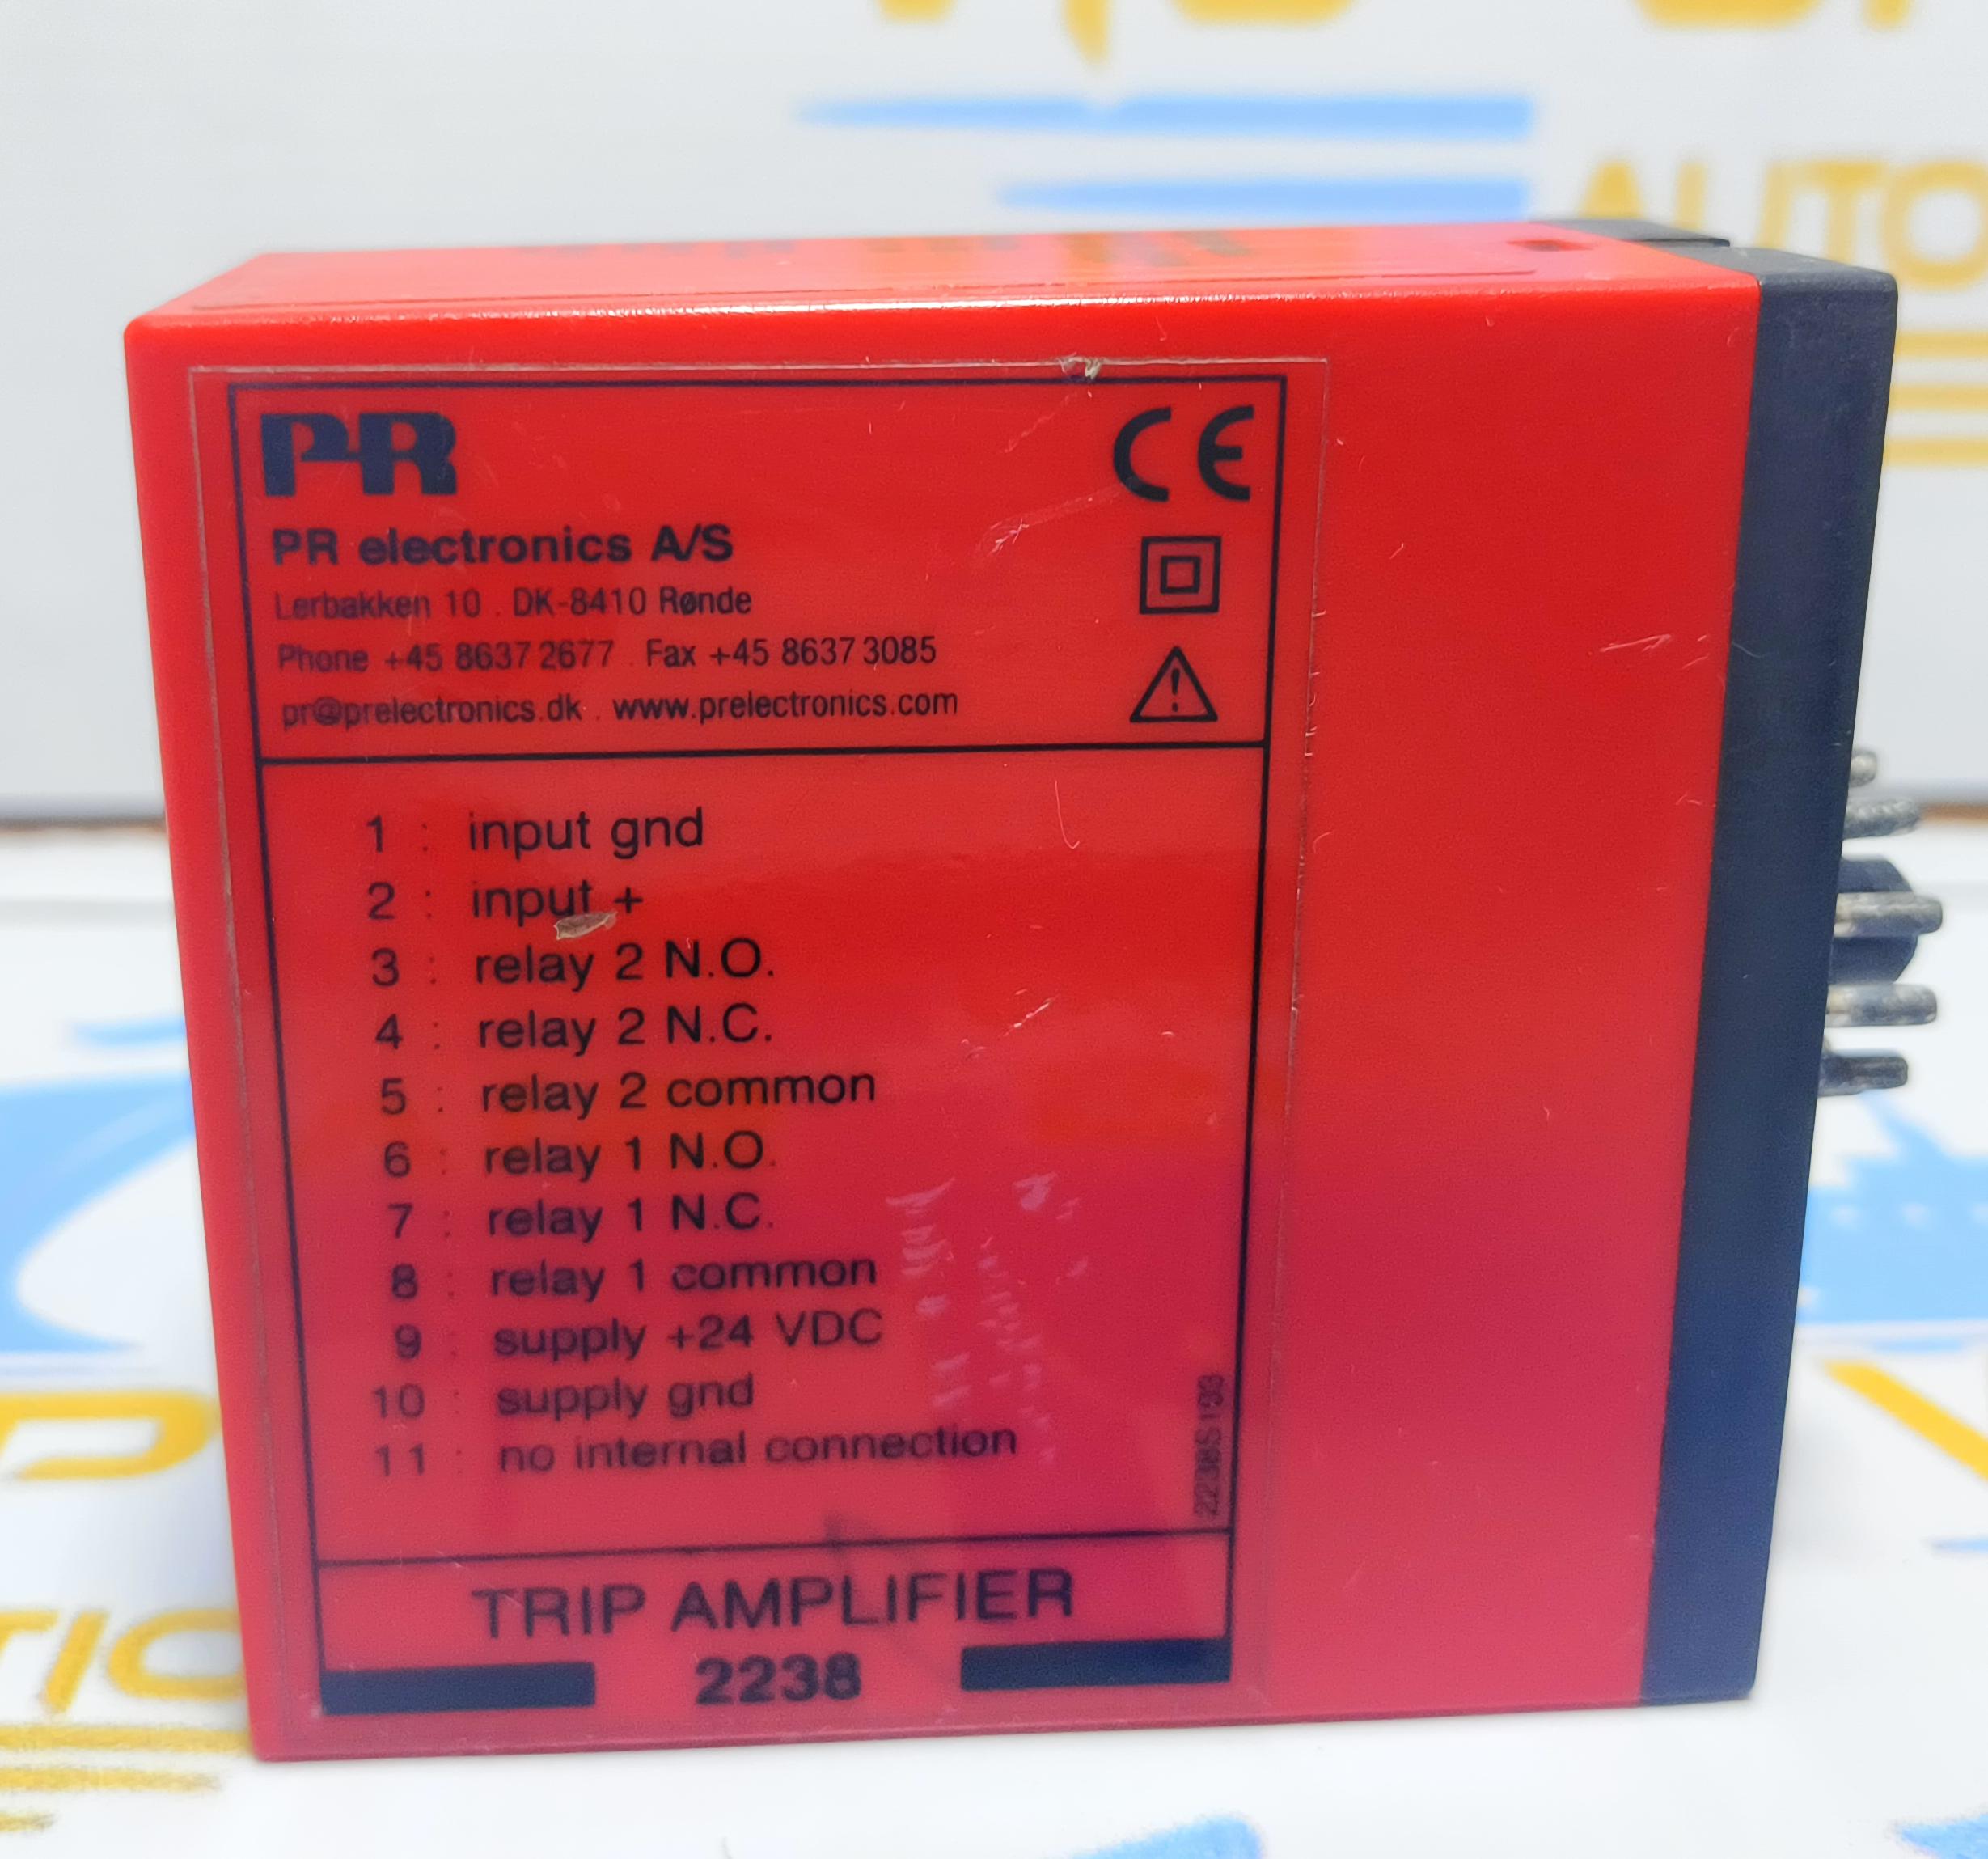 AUTO
PR
CE
PR electronics A/S
Lerbakken 10 . DK-8410 Rønde
Phone +45 8637 2677 . Fax +45 8637 3085
pr@prelectronics.dk . www.prelectronics.com
1 : input gnd
2 : input +
3 : relay 2 N.O.
4 : relay 2 N.C.
5 : relay 2 common
6 : relay 1 N.O.
7 : relay 1 N.C.
8 : relay 1 common
9 : supply +24 VDC
10 : supply gnd
11 : no internal connection
2238S193
TRIP AMPLIFIER
2238